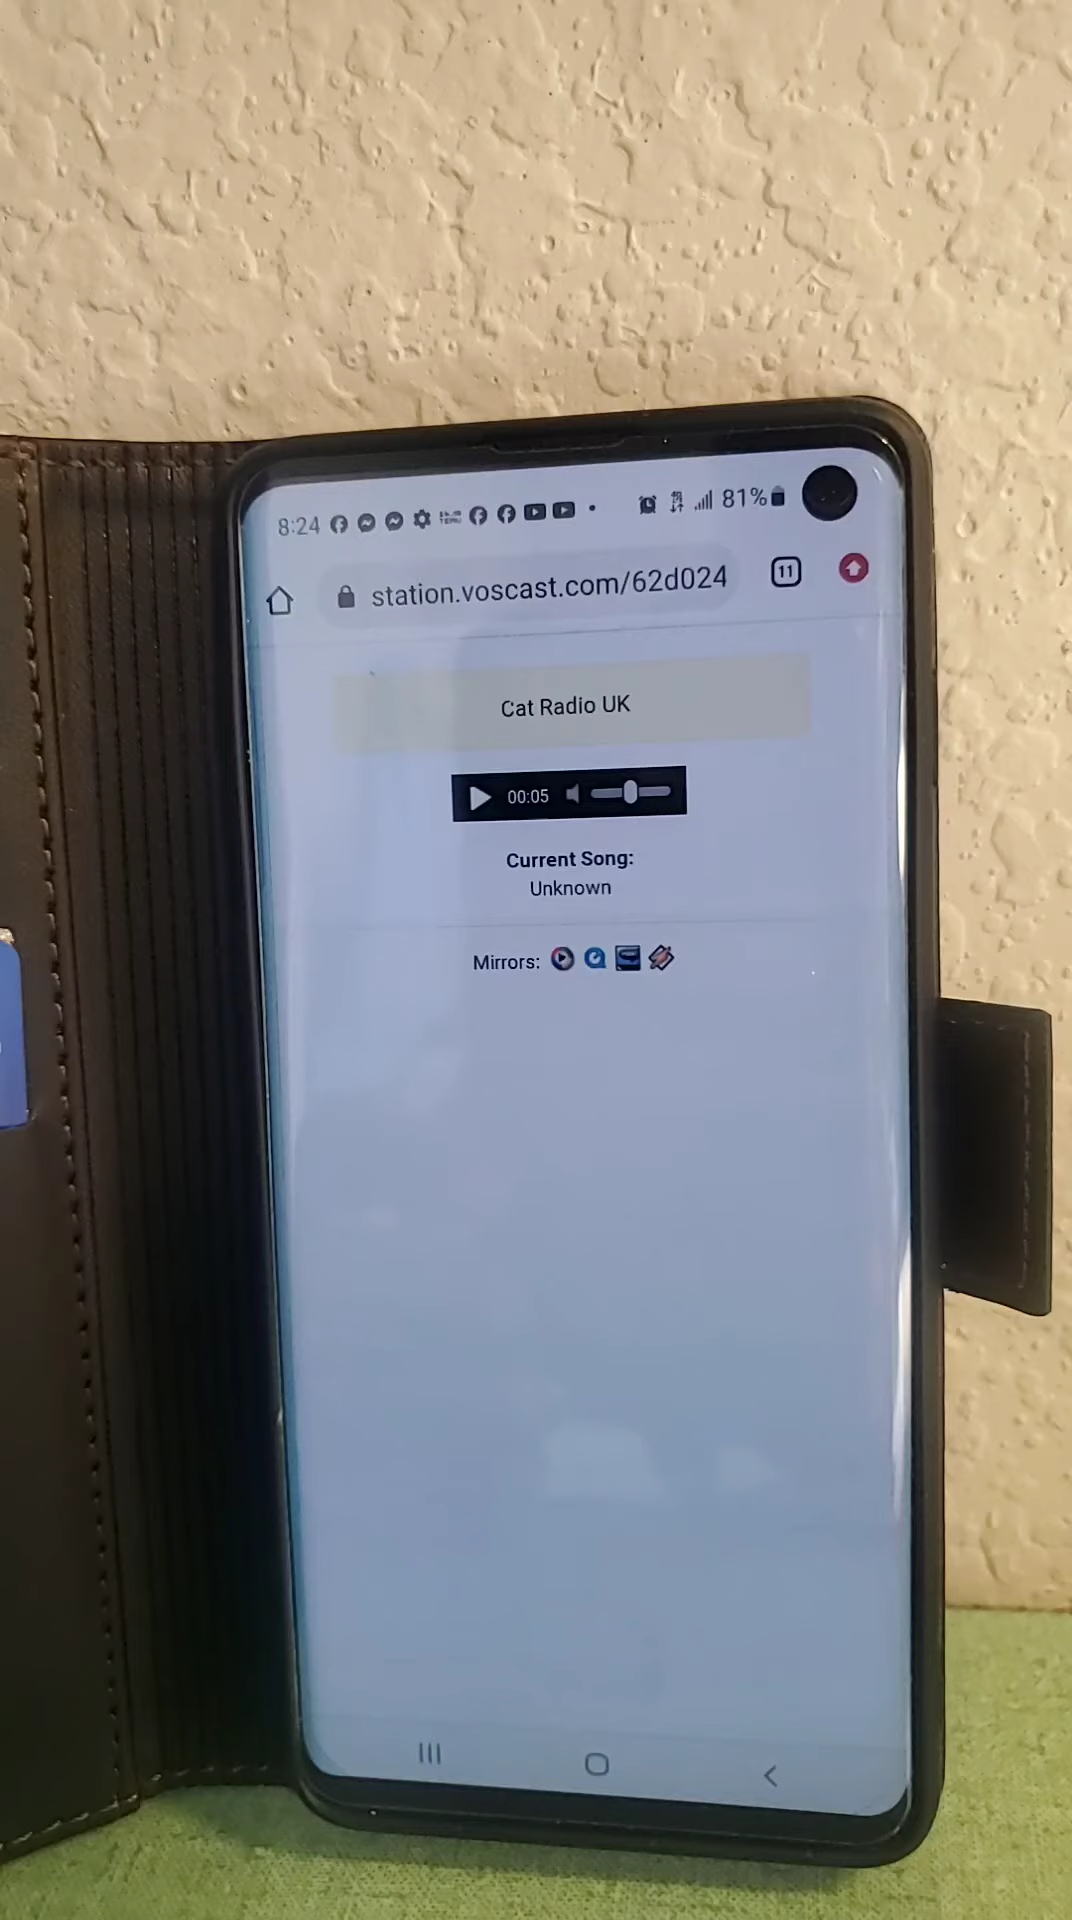 8:24 81%
station.voscast.com/62d024
11
Cat Radio UK
00:05
Current Song:
Unknown
Mirrors: